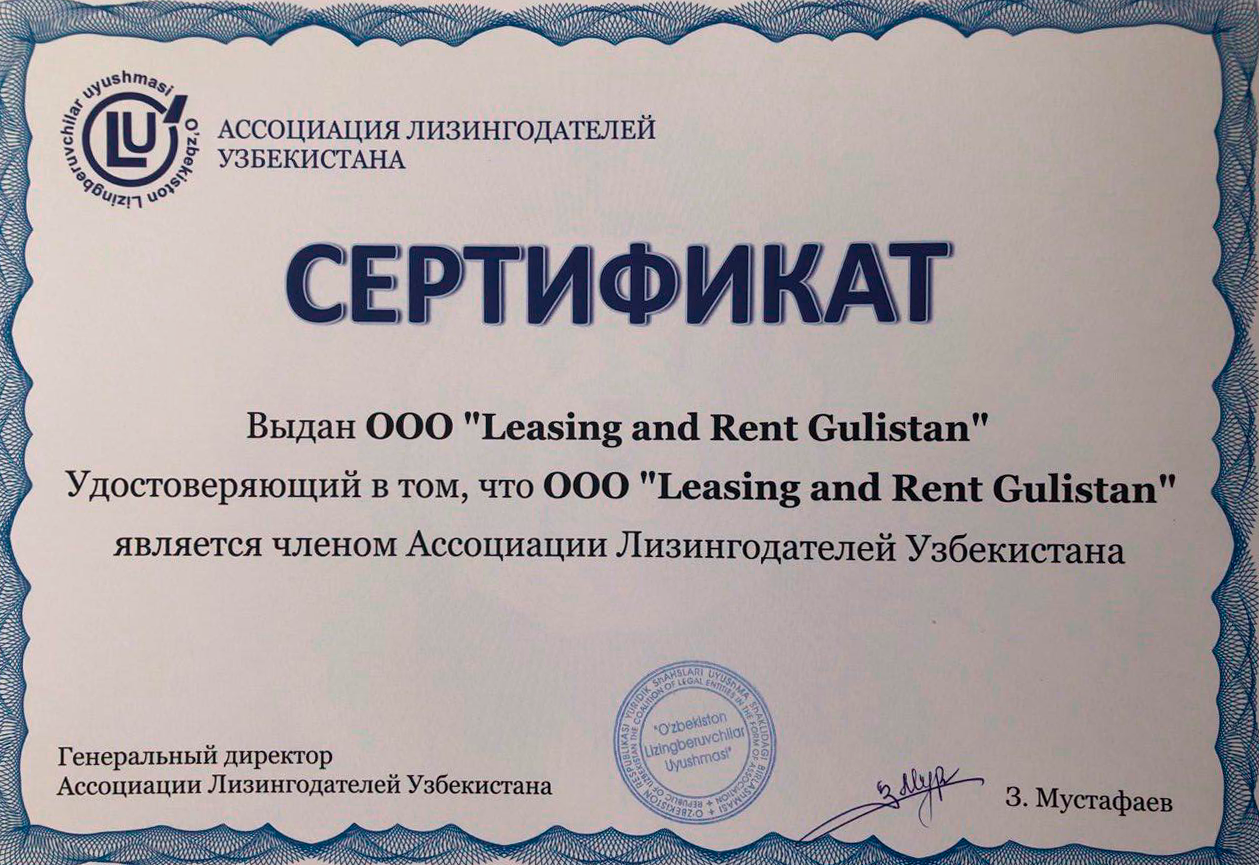 O'zbekiston Lizingberuvchilar uyushmasi
LU
АССОЦИАЦИЯ ЛИЗИНГОДАТЕЛЕЙ
УЗБЕКИСТАНА
СЕРТИФИКАТ
Выдан ООО "Leasing and Rent Gulistan"
Удостоверяющий в том, что ООО "Leasing and Rent Gulistan"
является членом Ассоциации Лизингодателей Узбекистана
Генеральный директор
Ассоциации Лизингодателей Узбекистана
O'ZBEKISTON RESPUBLIKASI YURIDIK SHAHSLARI UYUSHMA SHAKLIDAGI BIRLASHMASI
REPUBLIC OF UZBEKISTAN THE COALITION OF LEGAL ENTITIES IN THE FORM OF ASSOCIATION
"O'zbekiston
Lizingberuvchilar
Uyushmasi"
З. Мустафаев